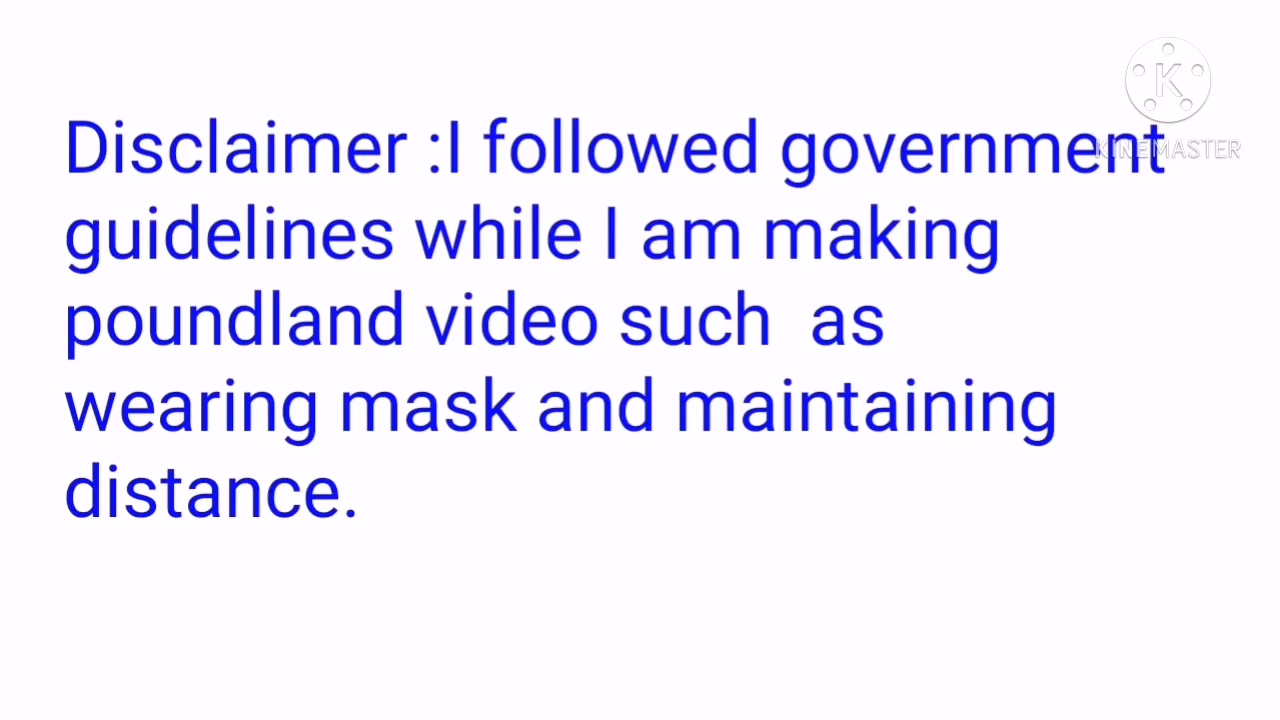 Disclaimer :I followed government
guidelines while I am making
poundland video such  as
wearing mask and maintaining
distance.
K
KINEMASTER